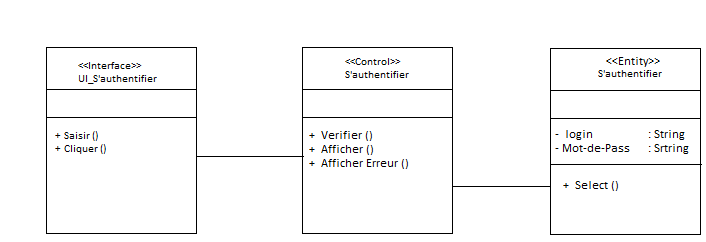 <<Interface>>
UI_S'authentifier
+ Saisir ()
+ Cliquer ()
<<Control>>
S'authentifier
+ Verifier ()
+ Afficher ()
+ Afficher Erreur ()
<<Entity>>
S'authentifier
- login : String
- Mot-de-Pass : Srtring
+ Select ()